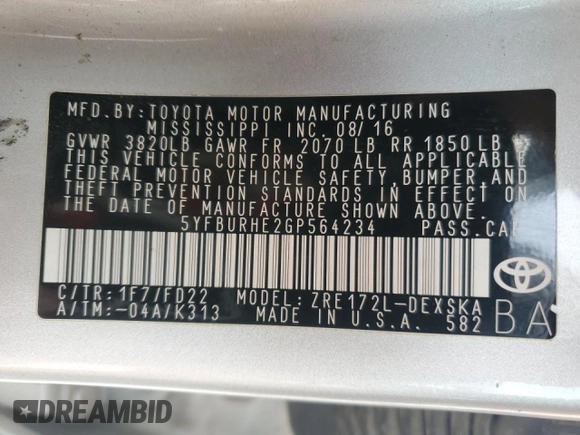 MFD.BY:TOYOTA MOTOR MANUFACTURING
MISSISSIPPI INC. 08/16
GVWR 3820LB GAWR FR 2070 LB RR 1850 LB
THIS VEHICLE CONFORMS TO ALL APPLICABLE
FEDERAL MOTOR VEHICLE SAFETY, BUMPER, AND
THEFT PREVENTION STANDARDS IN EFFECT ON
THE DATE OF MANUFACTURE SHOWN ABOVE.
5YFBURHE2GP564234 PASS.CAR
C/TR:1F7/FD22 MODEL: ZRE172L-DEXSKA
A/TM:-04A/K313 MADE IN U.S.A. 582
BA
DREAMBID